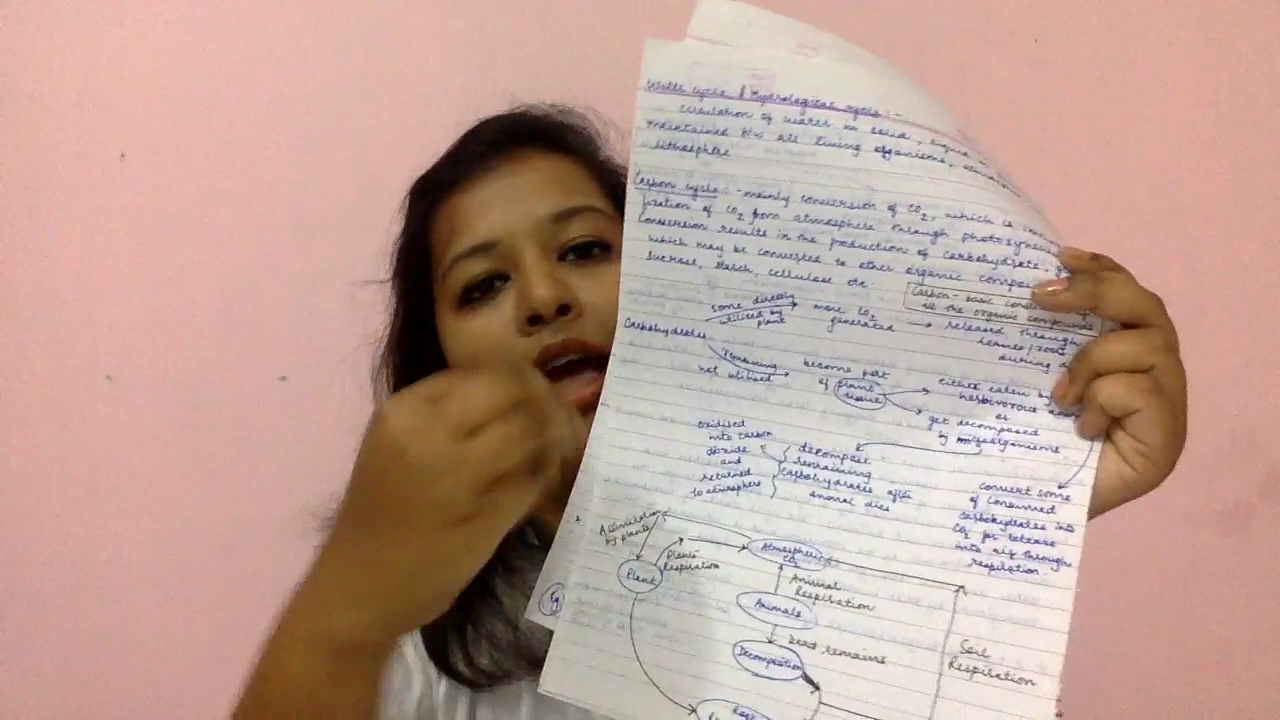 Water cycle / Hydrological cycle :-
circulation of water in solid, liquid
maintained b/w all living organisms,
lithosphere
Carbon cycle :- mainly conversion of CO2, which is
fixation of CO2 from atmosphere through photosynthesis
Conversion results in the production of carbohydrate,
which may be converted to other organic
sucrose, starch, cellulose etc.
Carbon - basic
all the organic compounds
Carbohydrates
some directly
utilised by
plant
more CO2
generated
released through
leaves/roots
during
remaining
not utilised
become part
of plant
tissue
either eaten by
herbivorous
or
get decomposed
by microorganisms
oxidised
into carbon
dioxide
and
returned
to atmosphere
decompose
remaining
carbohydrates after
animal dies
convert some
of consumed
carbohydrates into
CO2 for release
into air through
respiration
Assimilation
by plants
Plant
Plants
Respiration
Atmospheric
CO2
Animal
Respiration
Animals
Dead remains
Decomposition
Soil
Respiration